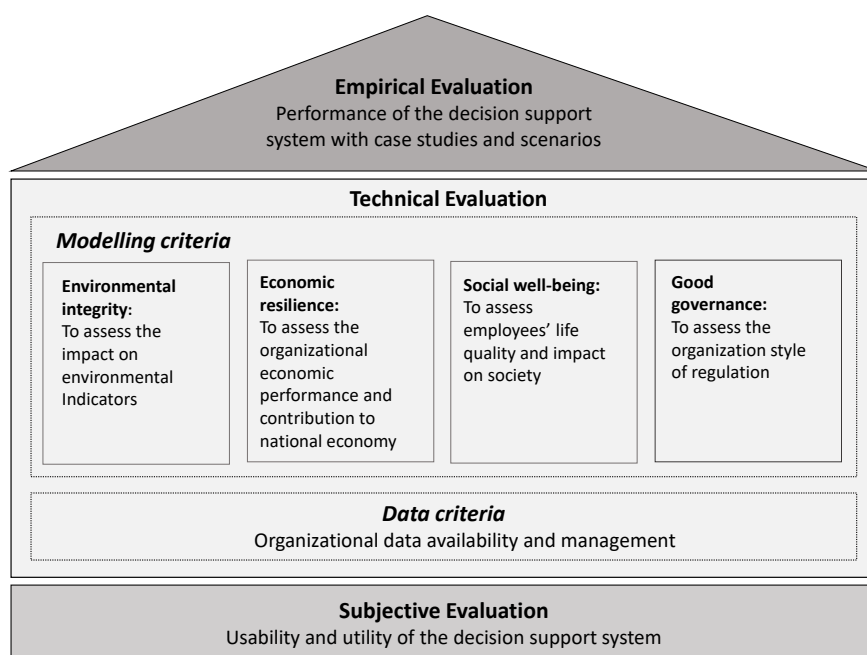 Empirical Evaluation
Performance of the decision support
system with case studies and scenarios
Technical Evaluation
Modelling criteria
Environmental
integrity:
To assess the
impact on
environmental
Indicators
Economic
resilience:
To assess the
organizational
economic
performance and
contribution to
national economy
Social well-being:
To assess
employees’ life
quality and impact
on society
Good
governance:
To assess the
organization style
of regulation
Data criteria
Organizational data availability and management
Subjective Evaluation
Usability and utility of the decision support system